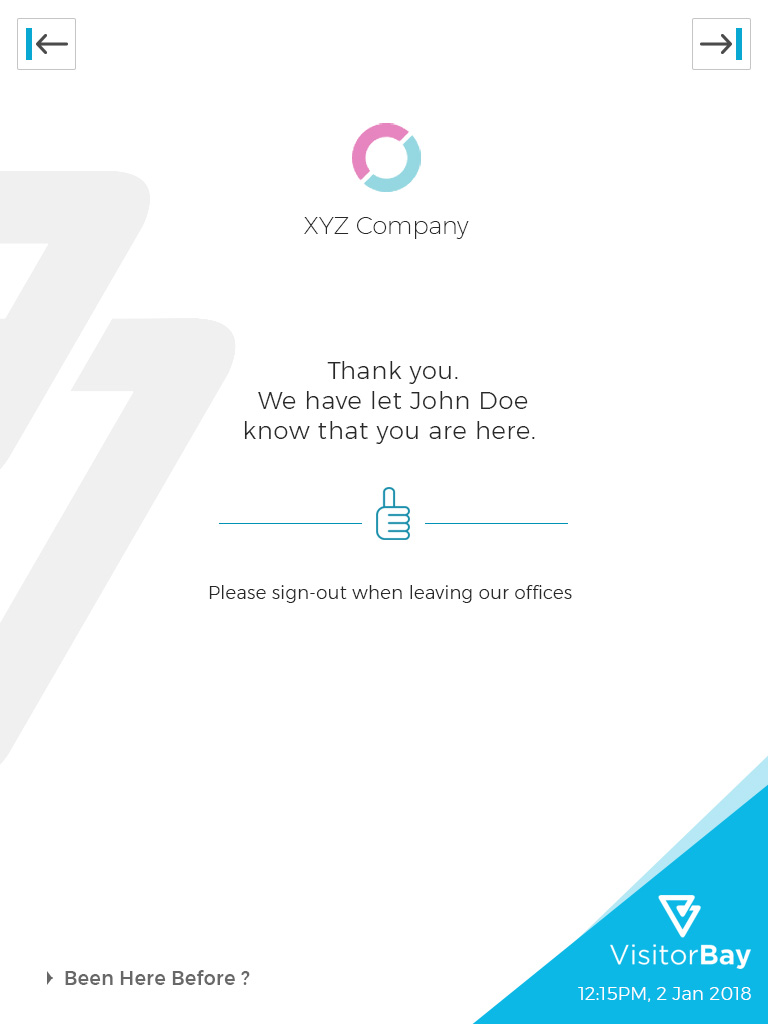 XYZ Company
Thank you.
We have let John Doe
know that you are here.
Please sign-out when leaving our offices
Been Here Before ?
VisitorBay
12:15PM, 2 Jan 2018